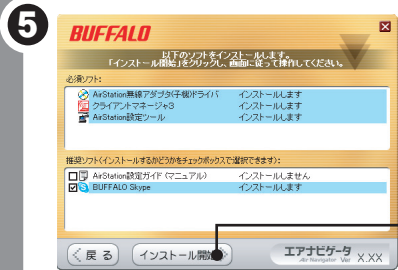 5
BUFFALO
以下のソフトをインストールします。
「インストール開始」をクリックし、画面に従って操作してください。
必須ソフト:
AirStation無線アダプタ(子機)ドライバ インストールします
クライアントマネージャ3 インストールします
AirStation設定ツール インストールします
推奨ソフト(インストールするかどうかをチェックボックスで選択できます):
AirStation設定ガイド(マニュアル) インストールしません
BUFFALO Skype インストールします
戻る インストール開始
エアナビゲータ
Air Navigator Ver X.XX